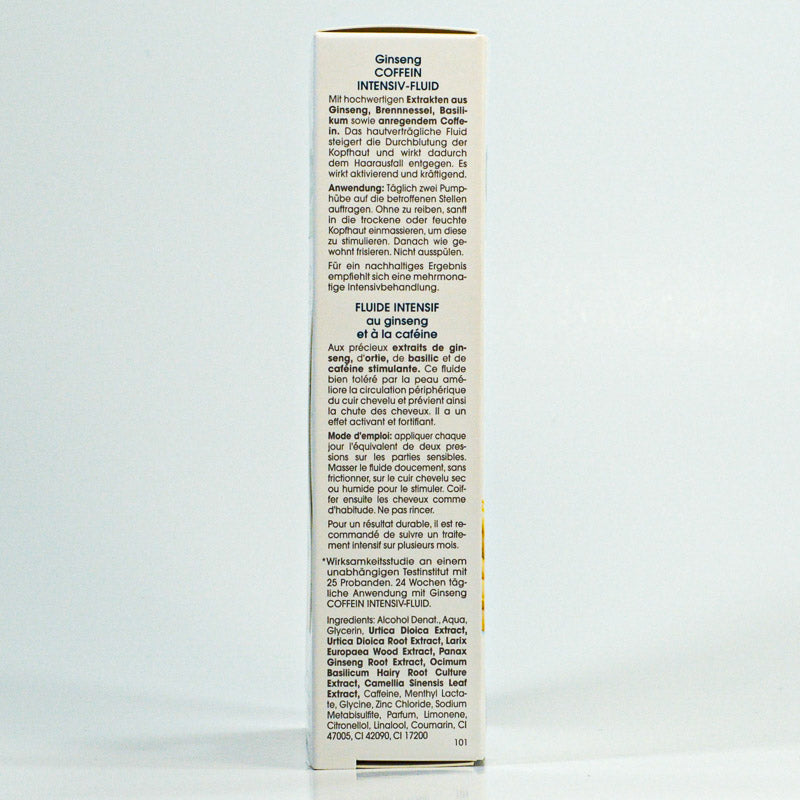 Ginseng
COFFEIN
INTENSIV-FLUID
Mit hochwertigen Extrakten aus
Ginseng, Brennnessel, Basili-
kum sowie anregendem Coffe-
in. Das hautverträgliche Fluid
steigert die Durchblutung der
Kopfhaut und wirkt dadurch
dem Haarausfall entgegen. Es
wirkt aktivierend und kräftigend.
Anwendung: Täglich zwei Pump-
hübe auf die betroffenen Stellen
auftragen. Ohne zu reiben, sanft
in die trockene oder feuchte
Kopfhaut einmassieren, um diese
zu stimulieren. Danach wie ge-
wohnt frisieren. Nicht ausspülen.
Für ein nachhaltiges Ergebnis
empfiehlt sich eine mehrmona-
tige Intensivbehandlung.
FLUIDE INTENSIF
au ginseng
et à la caféine
Aux précieux extraits de gin-
seng, d'ortie, de basilic et de
caféine stimulante. Ce fluide
bien toléré par la peau amé-
liore la circulation périphérique
du cuir chevelu et prévient ainsi
la chute des cheveux. Il a un
effet activant et fortifiant.
Mode d'emploi: appliquer chaque
jour l'équivalent de deux pres-
sions sur les parties sensibles.
Masser le fluide doucement, sans
frictionner, sur le cuir chevelu sec
ou humide pour le stimuler. Coif-
fer ensuite les cheveux comme
d'habitude. Ne pas rincer.
Pour un résultat durable, il est re-
commandé de suivre un traite-
ment intensif sur plusieurs mois.
*Wirksamkeitsstudie an einem
unabhängigen Testinstitut mit
25 Probanden. 24 Wochen täg-
liche Anwendung mit Ginseng
COFFEIN INTENSIV-FLUID.
Ingredients: Alcohol Denat., Aqua,
Glycerin, Urtica Dioica Extract,
Urtica Dioica Root Extract, Larix
Europaea Wood Extract, Panax
Ginseng Root Extract, Ocimum
Basilicum Hairy Root Culture
Extract, Camellia Sinensis Leaf
Extract, Caffeine, Menthyl Lacta-
te, Glycine, Zinc Chloride, Sodium
Metabisulfite, Parfum, Limonene,
Citronellol, Linalool, Coumarin, CI
47005, CI 42090, CI 17200
101